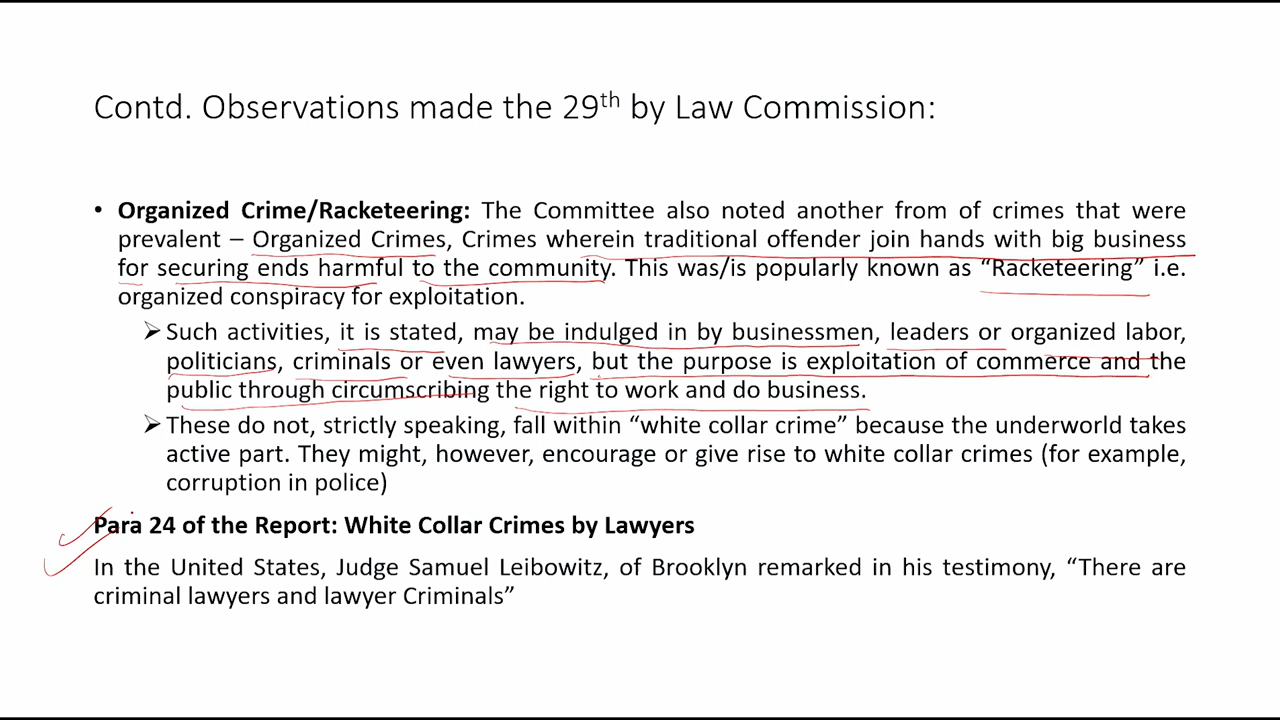 Contd. Observations made the 29th by Law Commission:
• Organized Crime/Racketeering: The Committee also noted another from of crimes that were
prevalent – Organized Crimes, Crimes wherein traditional offender join hands with big business
for securing ends harmful to the community. This was/is popularly known as “Racketeering” i.e.
organized conspiracy for exploitation.
➢Such activities, it is stated, may be indulged in by businessmen, leaders or organized labor,
politicians, criminals or even lawyers, but the purpose is exploitation of commerce and the
public through circumscribing the right to work and do business.
➢These do not, strictly speaking, fall within “white collar crime” because the underworld takes
active part. They might, however, encourage or give rise to white collar crimes (for example,
corruption in police)
Para 24 of the Report: White Collar Crimes by Lawyers
In the United States, Judge Samuel Leibowitz, of Brooklyn remarked in his testimony, “There are
criminal lawyers and lawyer Criminals”